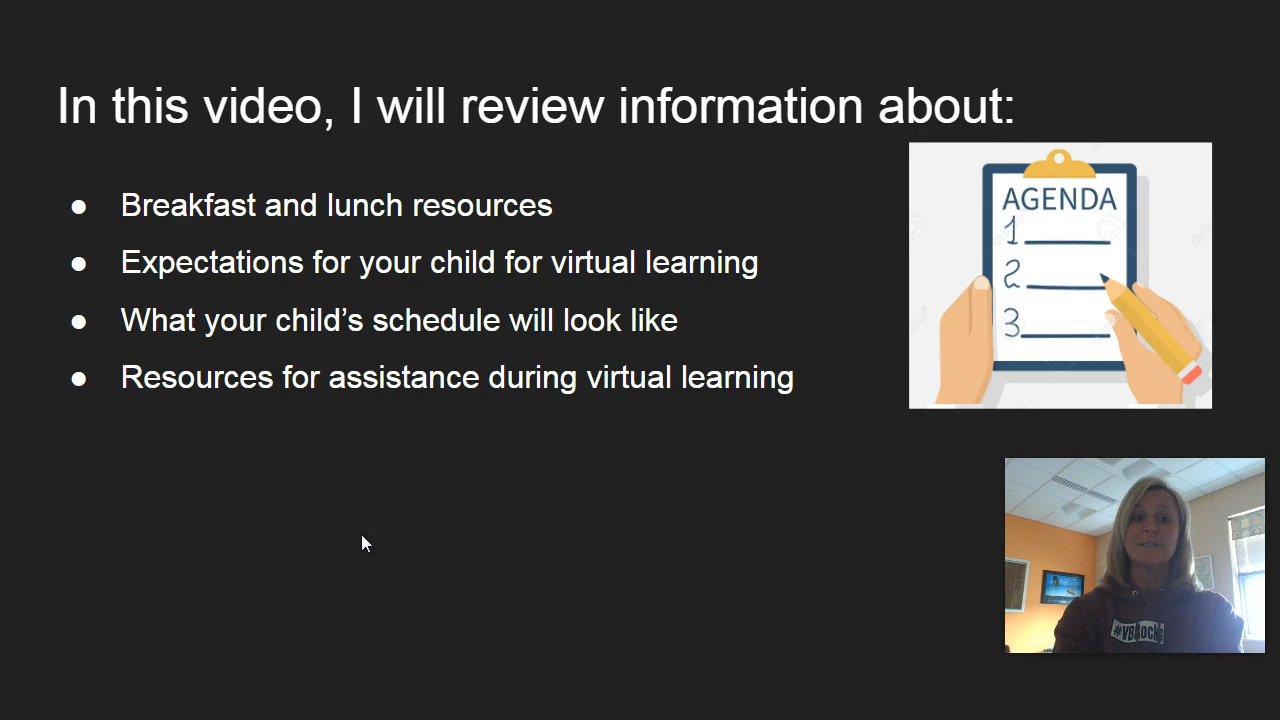 In this video, I will review information about:
● Breakfast and lunch resources
● Expectations for your child for virtual learning
● What your child’s schedule will look like
● Resources for assistance during virtual learning
AGENDA
1
2
3